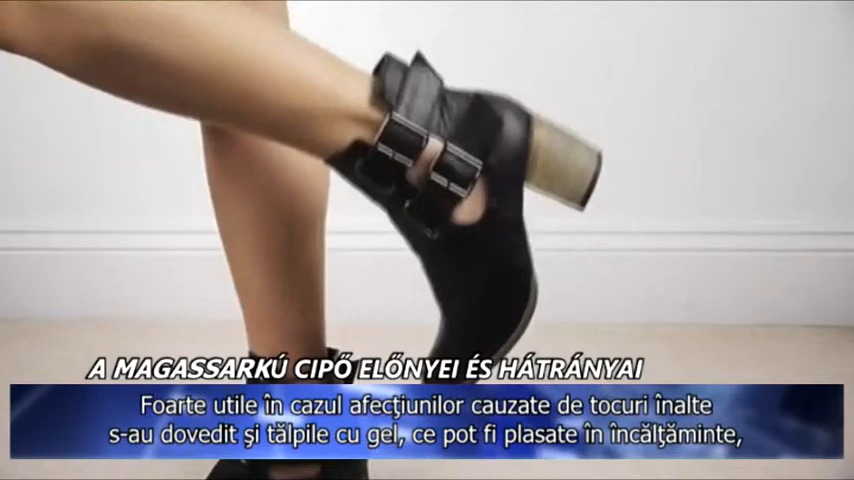 A MAGASSARKÚ CIPŐ ELŐNYEI ÉS HÁTRÁNYAI
Foarte utile în cazul afecţiunilor cauzate de tocuri înalte
s-au dovedit şi tălpile cu gel, ce pot fi plasate în încălţăminte,